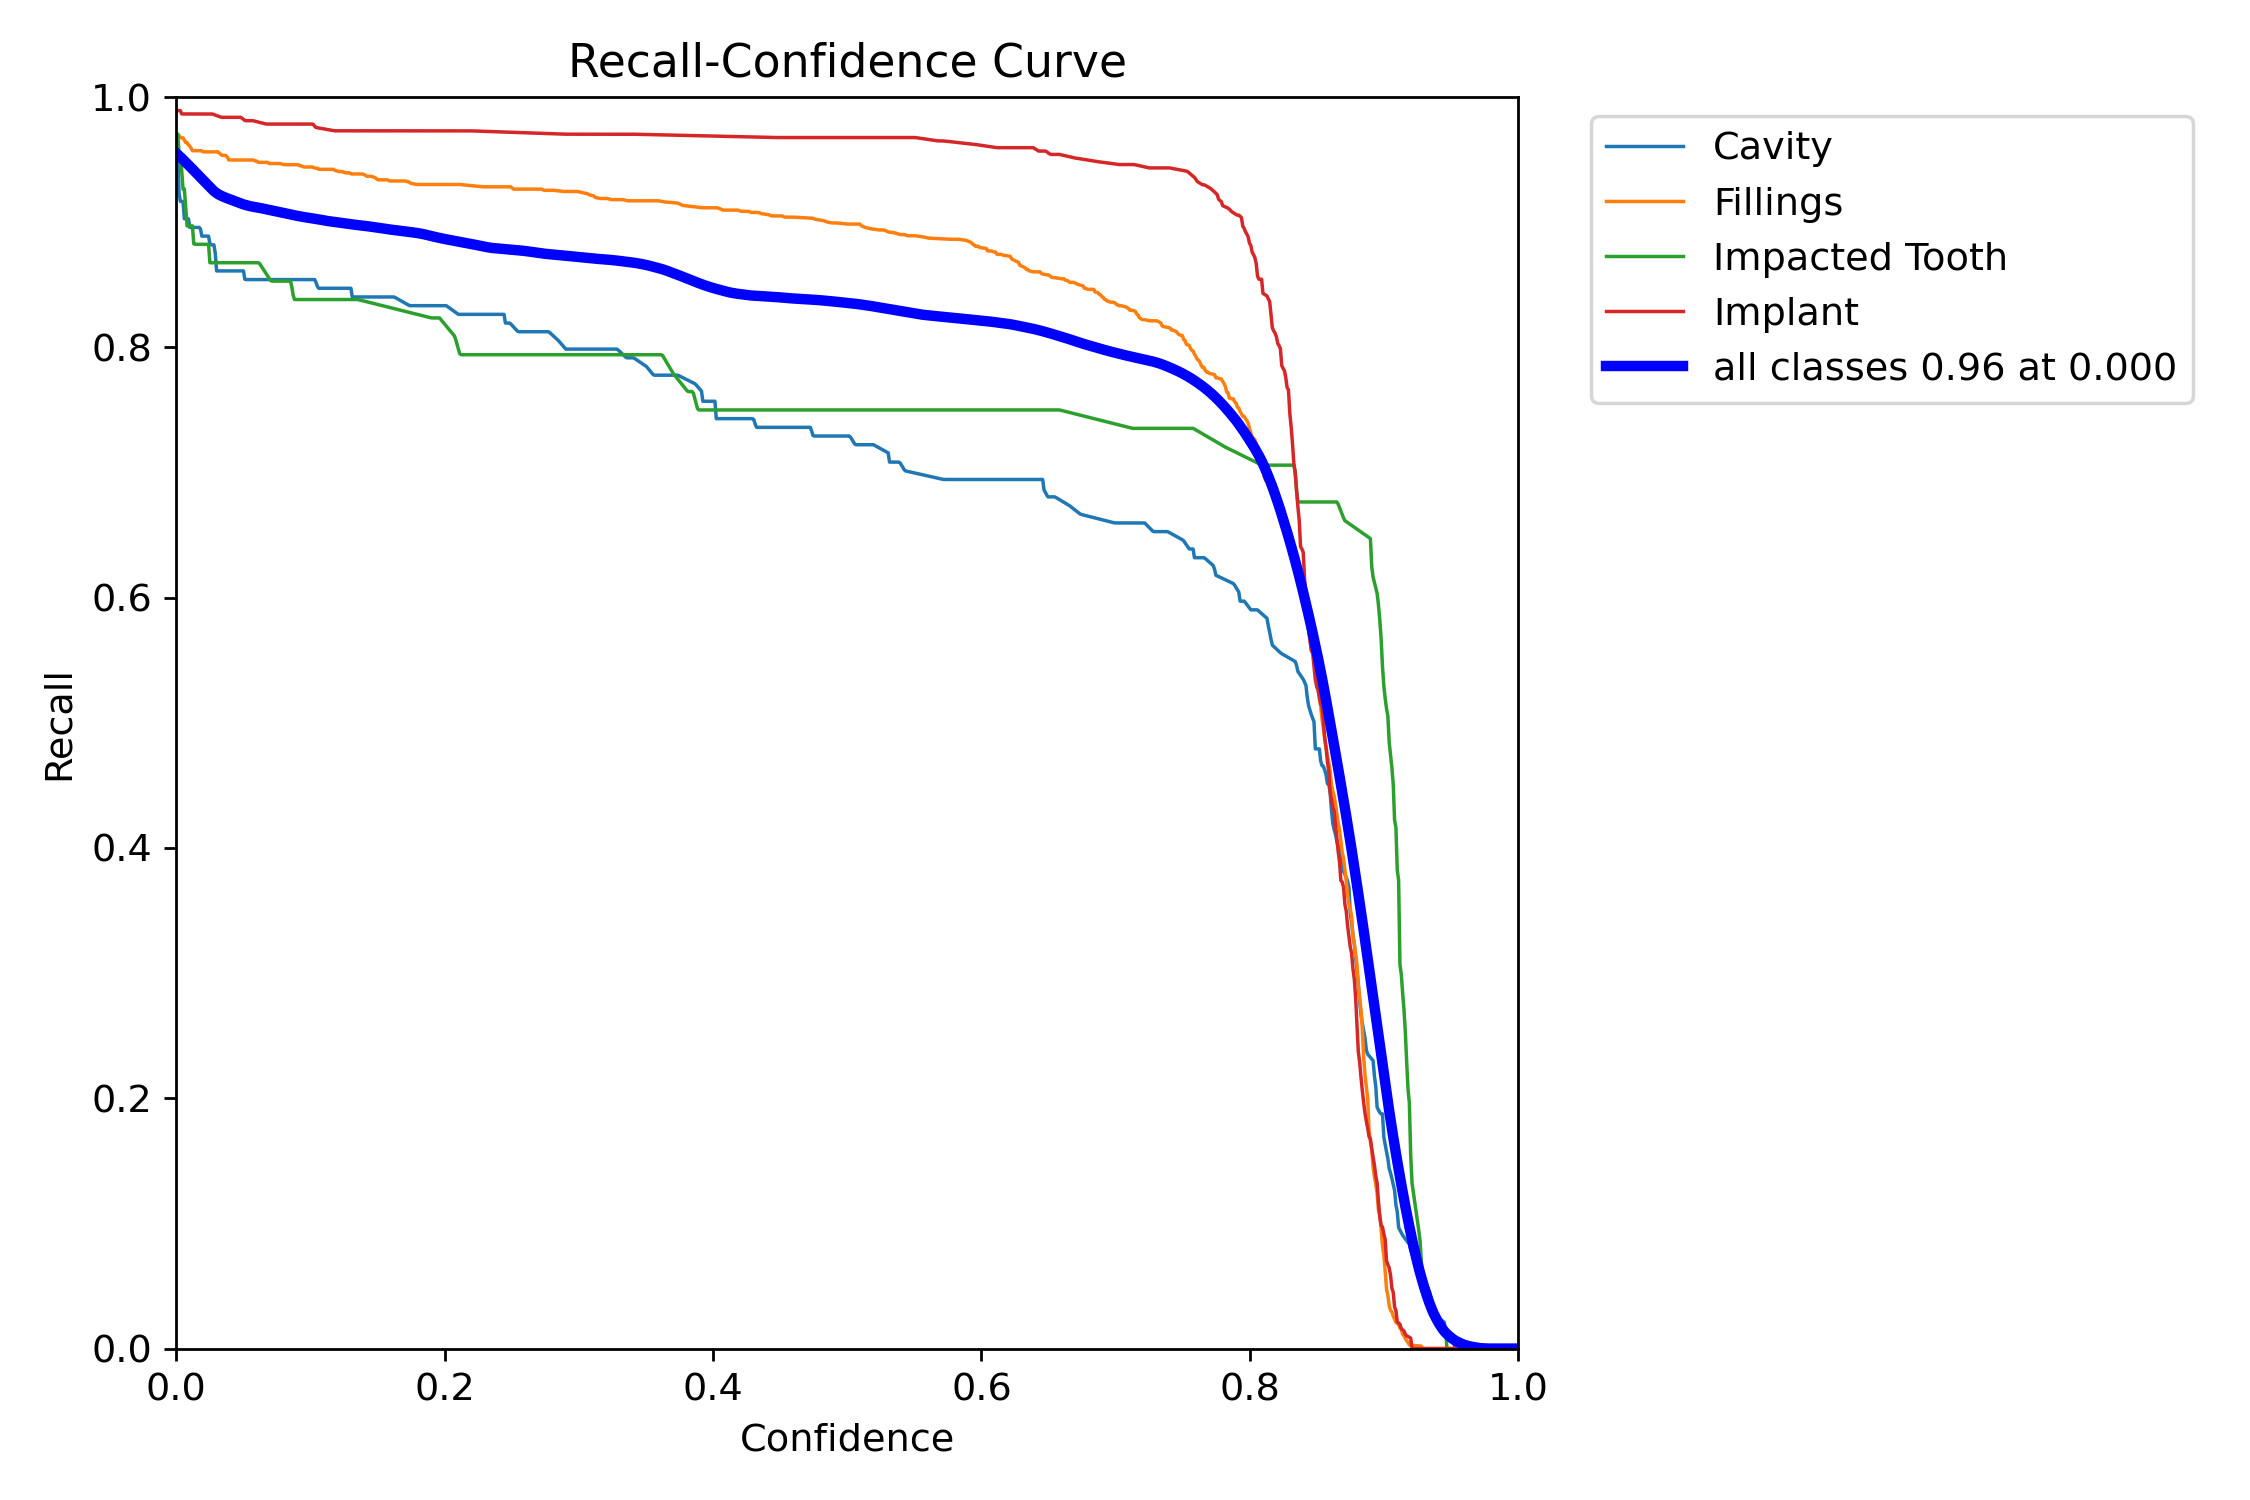 Recall-Confidence Curve
1.0
0.8
0.6
0.4
0.2
0.0
Recall
0.0 0.2 0.4 0.6 0.8 1.0
Confidence
Cavity
Fillings
Impacted Tooth
Implant
all classes 0.96 at 0.000